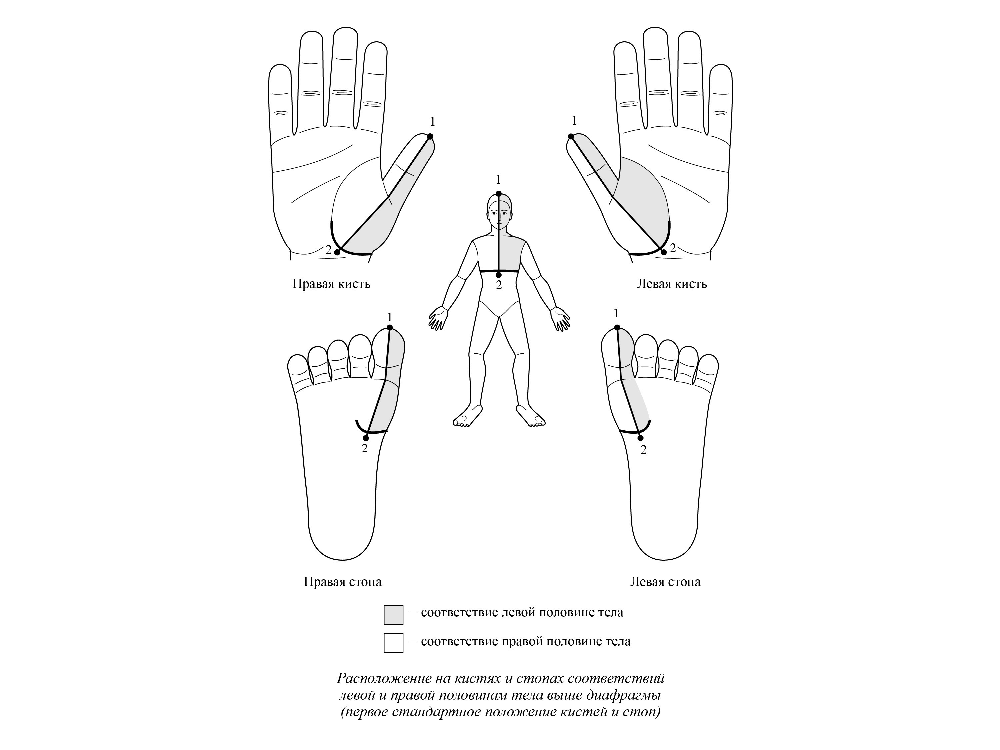 1
1
1
2
2
2
Правая кисть
Левая кисть
1
1
2
2
Правая стопа
Левая стопа
– соответствие левой половине тела
– соответствие правой половине тела
Расположение на кистях и стопах соответствий
левой и правой половинам тела выше диафрагмы
(первое стандартное положение кистей и стоп)